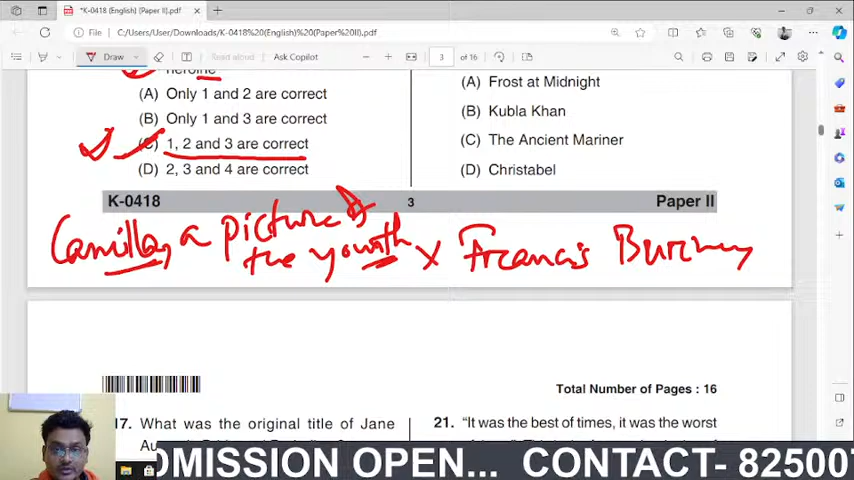 *K-0418 (English) (Paper II).pdf
File
C:/Users/User/Downloads/K-0418%20(English)%20(Paper%20II).pdf
Draw
Read aloud
Ask Copilot
3
of 16
heroine
(A) Only 1 and 2 are correct
(B) Only 1 and 3 are correct
(C) 1, 2 and 3 are correct
(D) 2, 3 and 4 are correct
(A) Frost at Midnight
(B) Kubla Khan
(C) The Ancient Mariner
(D) Christabel
K-0418
3
Paper II
Camilla, a picture of
the youth x Francis Burney
Total Number of Pages : 16
17. What was the original title of Jane
21. "It was the best of times, it was the worst
DMISSION OPEN... CONTACT- 82500